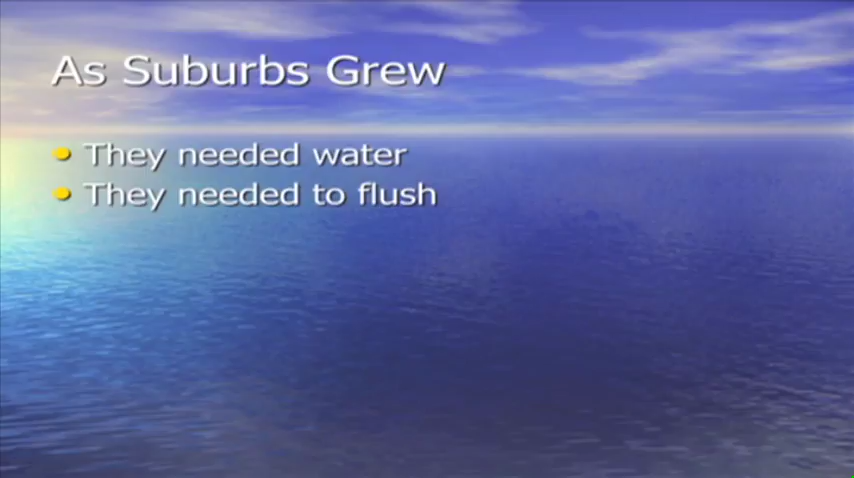 As Suburbs Grew
They needed water
They needed to flush